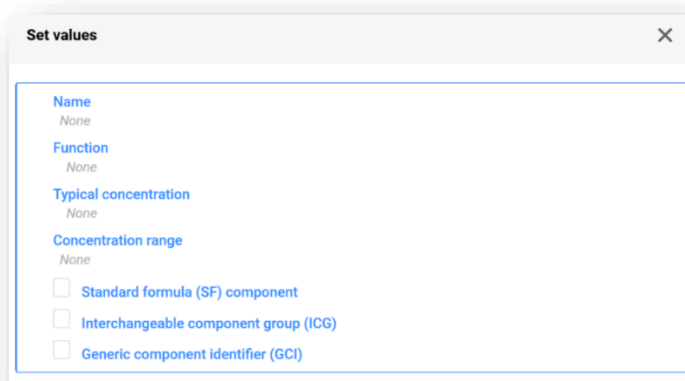 Set values
Name
None
Function
None
Typical concentration
None
Concentration range
None
Standard formula (SF) component
Interchangeable component group (ICG)
Generic component identifier (GCI)